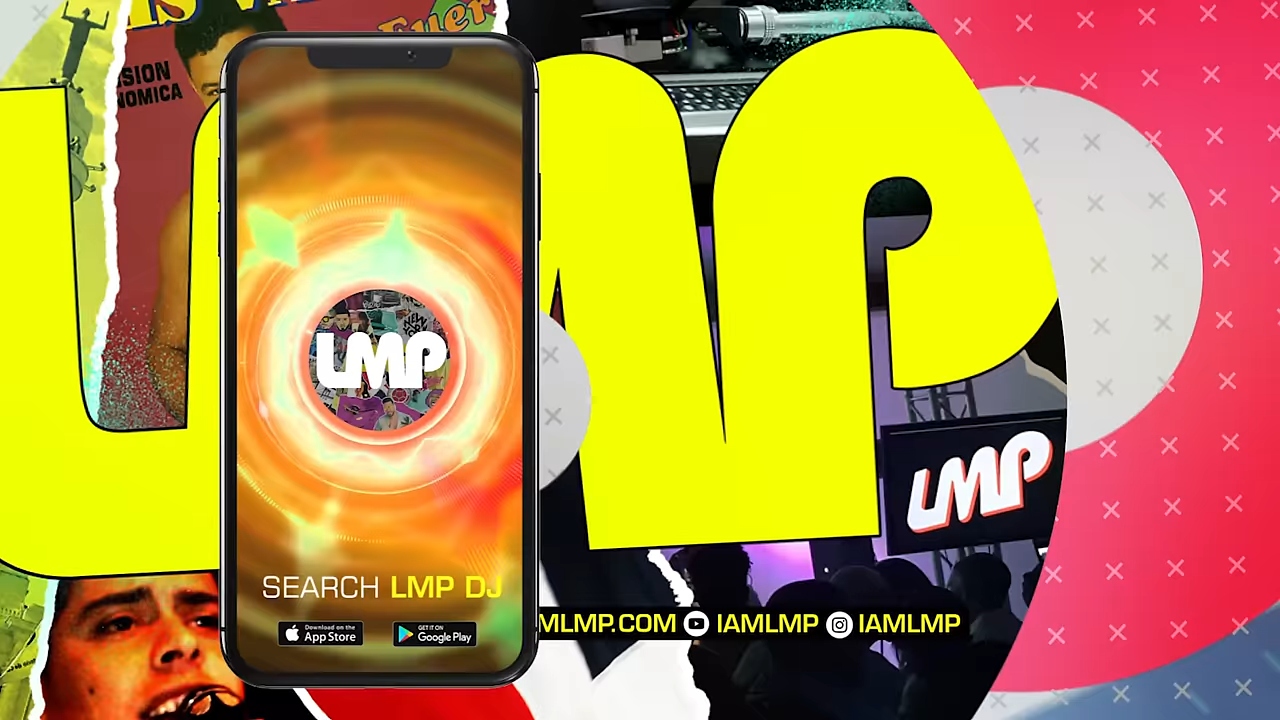 SION
NOMICA
LMP
LMP
SEARCH LMP DJ
Download on the
App Store
GET IT ON
Google Play
MLMP.COM IAMLMP IAMLMP
LMP